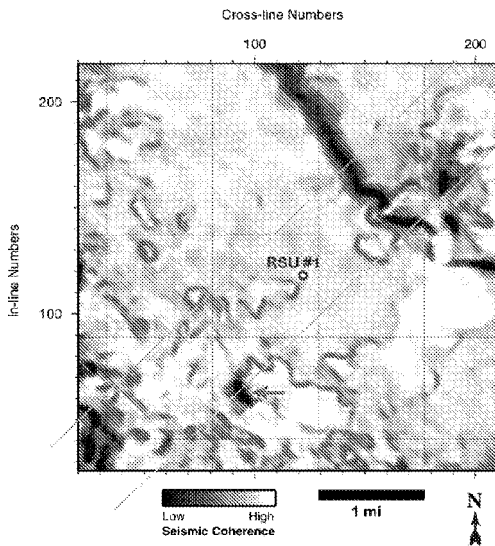 Cross-line Numbers
100 200
200
In-line Numbers
RSU #1
100
Low High
Seismic Coherence
1 mi
N